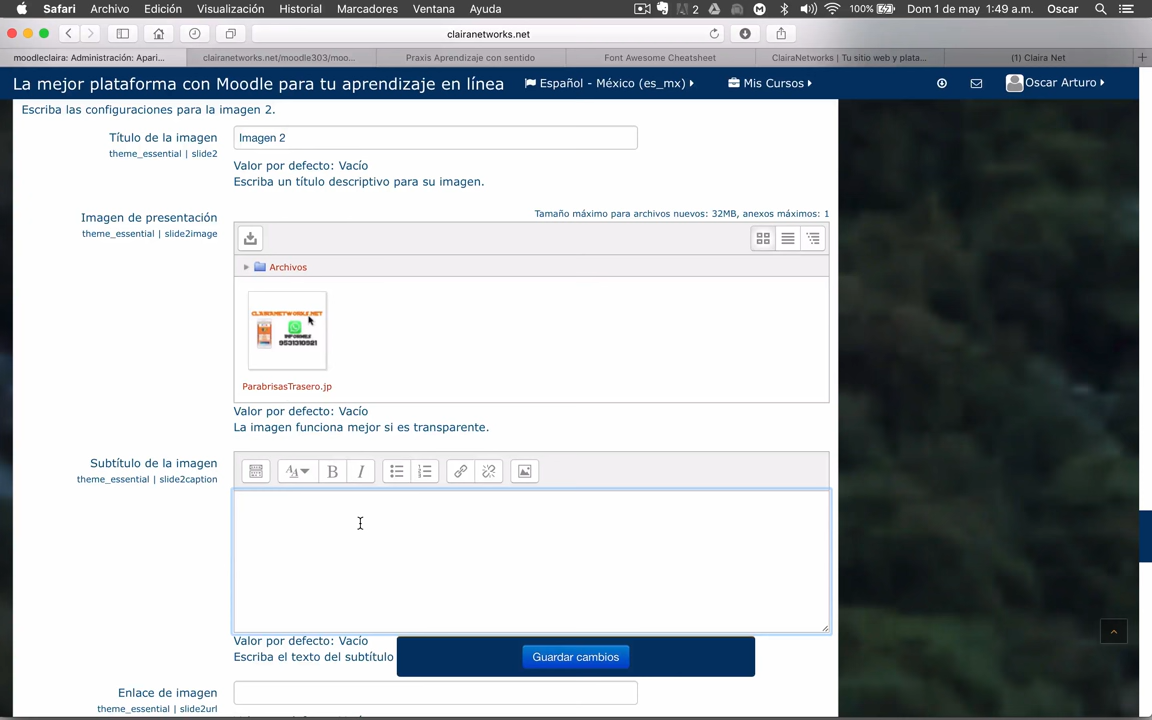 Safari Archivo Edición Visualización Historial Marcadores Ventana Ayuda 2 100% Dom 1 de may 1:49 a.m. Oscar
clairanetworks.net
moodleclaira: Administración: Apari... clairanetworks.net/moodle303/moo... Praxis Aprendizaje con sentido Font Awesome Cheatsheet ClairaNetworks | Tu sitio web y plata... (1) Claira Net
La mejor plataforma con Moodle para tu aprendizaje en línea Español - México (es_mx) Mis Cursos Oscar Arturo
Escriba las configuraciones para la imagen 2.
Título de la imagen Imagen 2
theme_essential | slide2
Valor por defecto: Vacío
Escriba un título descriptivo para su imagen.
Imagen de presentación Tamaño máximo para archivos nuevos: 32MB, anexos máximos: 1
theme_essential | slide2image
Archivos
CLAIRANETWORKS.NET
INFORMES
ParabrisasTrasero.jp
Valor por defecto: Vacío
La imagen funciona mejor si es transparente.
Subtítulo de la imagen
theme_essential | slide2caption
Valor por defecto: Vacío
Escriba el texto del subtítulo Guardar cambios
Enlace de imagen
theme_essential | slide2url